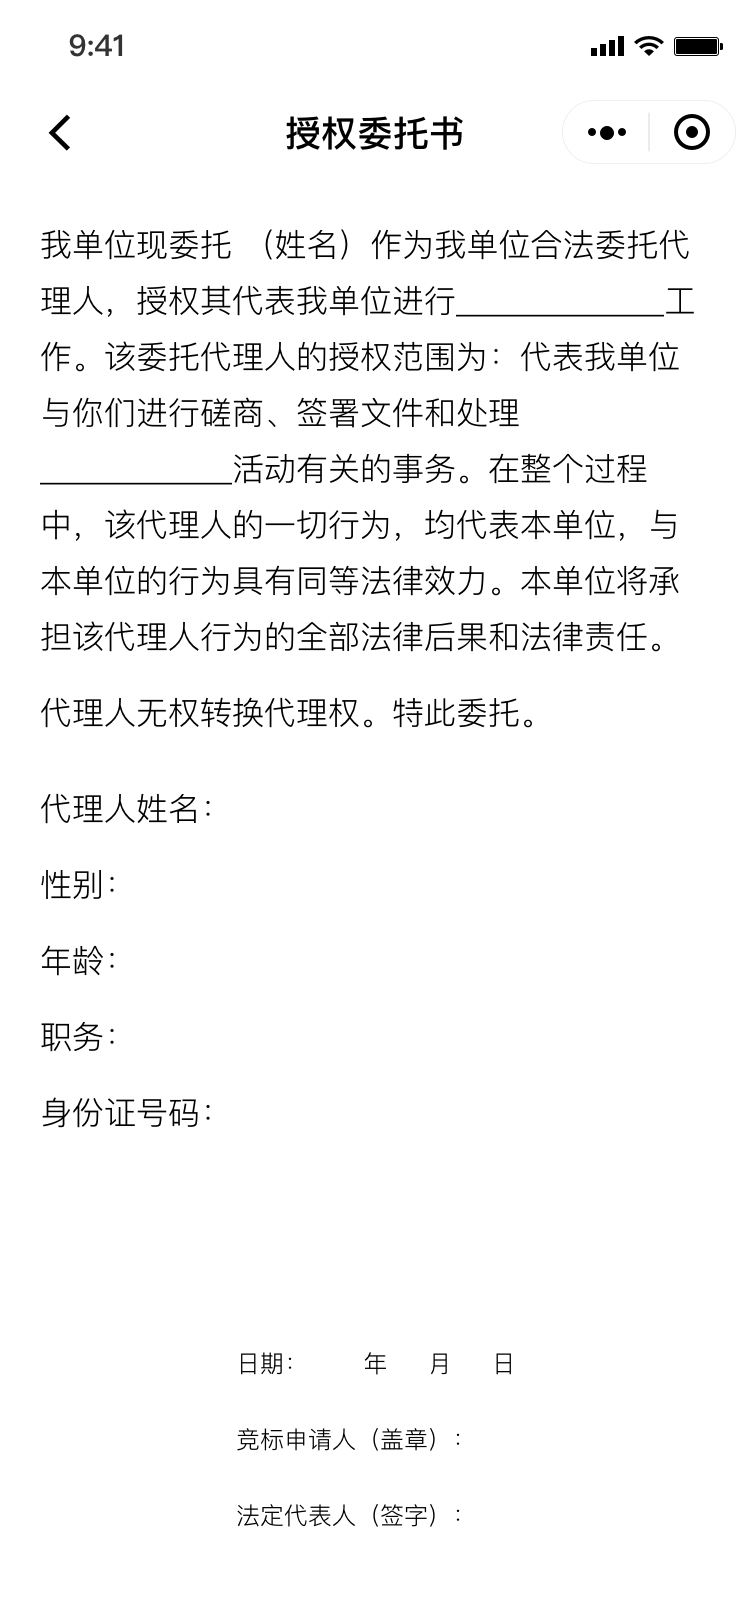 9:41
授权委托书
我单位现委托 （姓名）作为我单位合法委托代
理人，授权其代表我单位进行_____________工
作。该委托代理人的授权范围为：代表我单位
与你们进行磋商、签署文件和处理
____________活动有关的事务。在整个过程
中，该代理人的一切行为，均代表本单位，与
本单位的行为具有同等法律效力。本单位将承
担该代理人行为的全部法律后果和法律责任。
代理人无权转换代理权。特此委托。
代理人姓名：
性别：
年龄：
职务：
身份证号码：
日期： 年 月 日
竞标申请人（盖章）：
法定代表人（签字）：